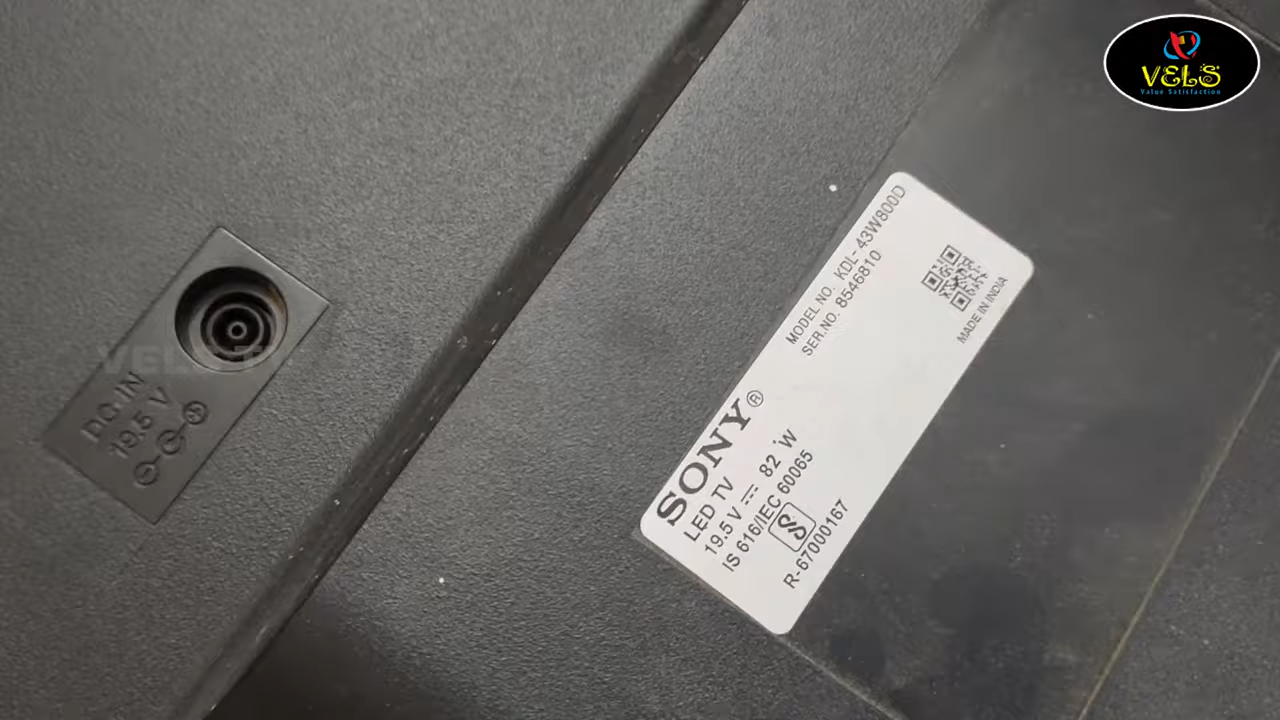 VELS
Value Satisfaction
DC IN
19.5 V
SONY®
LED TV
19.5 V ⎓ 82 W
IS 616/IEC 60065
R-67000167
MODEL NO. KDL-43W800D
SER.NO. 8546810
MADE IN INDIA